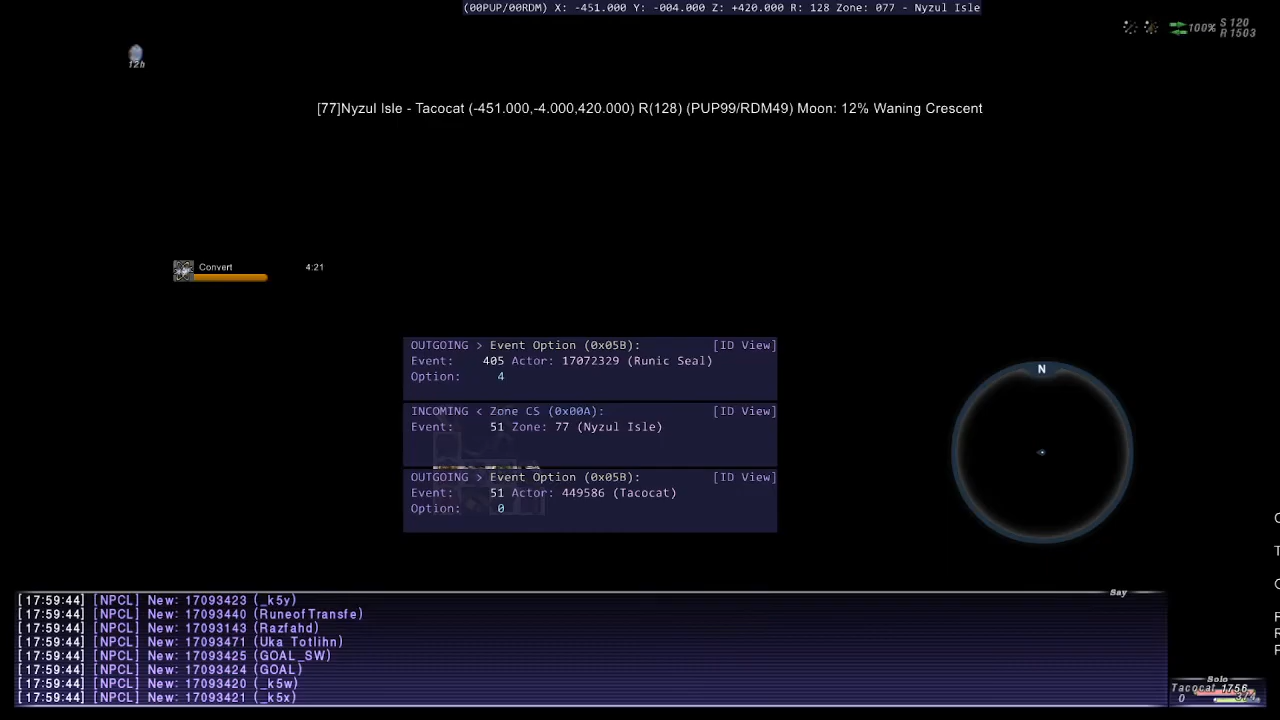 (00PUP/00RDM) X: -451.000 Y: -004.000 Z: +420.000 R: 128 Zone: 077 - Nyzul Isle
100% S 120
R 1503
12h
[77]Nyzul Isle - Tacocat (-451.000,-4.000,420.000) R(128) (PUP99/RDM49) Moon: 12% Waning Crescent
Convert 4:21
OUTGOING > Event Option (0x05B): [ID View]
Event: 405 Actor: 17072329 (Runic Seal)
Option: 4
INCOMING < Zone CS (0x00A): [ID View]
Event: 51 Zone: 77 (Nyzul Isle)
OUTGOING > Event Option (0x05B): [ID View]
Event: 51 Actor: 449586 (Tacocat)
Option: 0
N
Say
[17:59:44] [NPCL] New: 17093423 (_k5y)
[17:59:44] [NPCL] New: 17093440 (RuneofTransfe)
[17:59:44] [NPCL] New: 17093143 (Razfahd)
[17:59:44] [NPCL] New: 17093471 (Uka Totlihn)
[17:59:44] [NPCL] New: 17093425 (GOAL_SW)
[17:59:44] [NPCL] New: 17093424 (GOAL)
[17:59:44] [NPCL] New: 17093420 (_k5w)
[17:59:44] [NPCL] New: 17093421 (_k5x)
Solo
Tacocat 1756
0